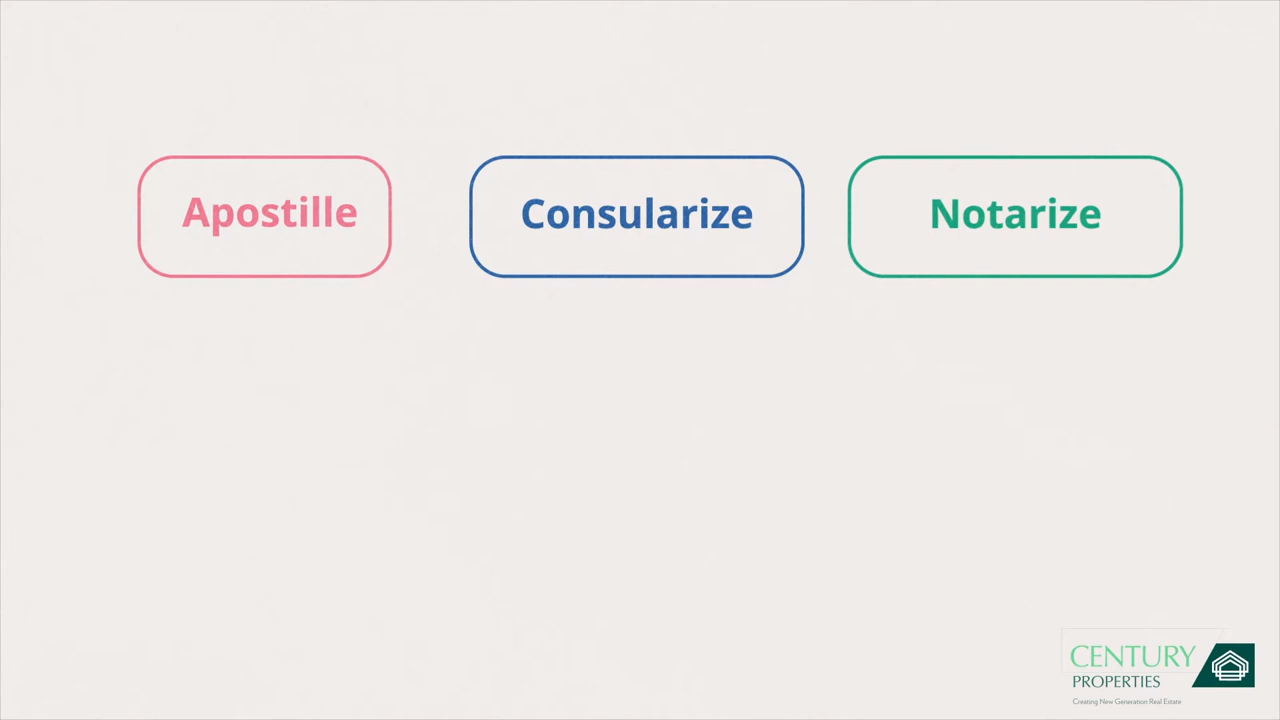 Apostille
Consularize
Notarize
CENTURY
PROPERTIES
Creating New Generation Real Estate